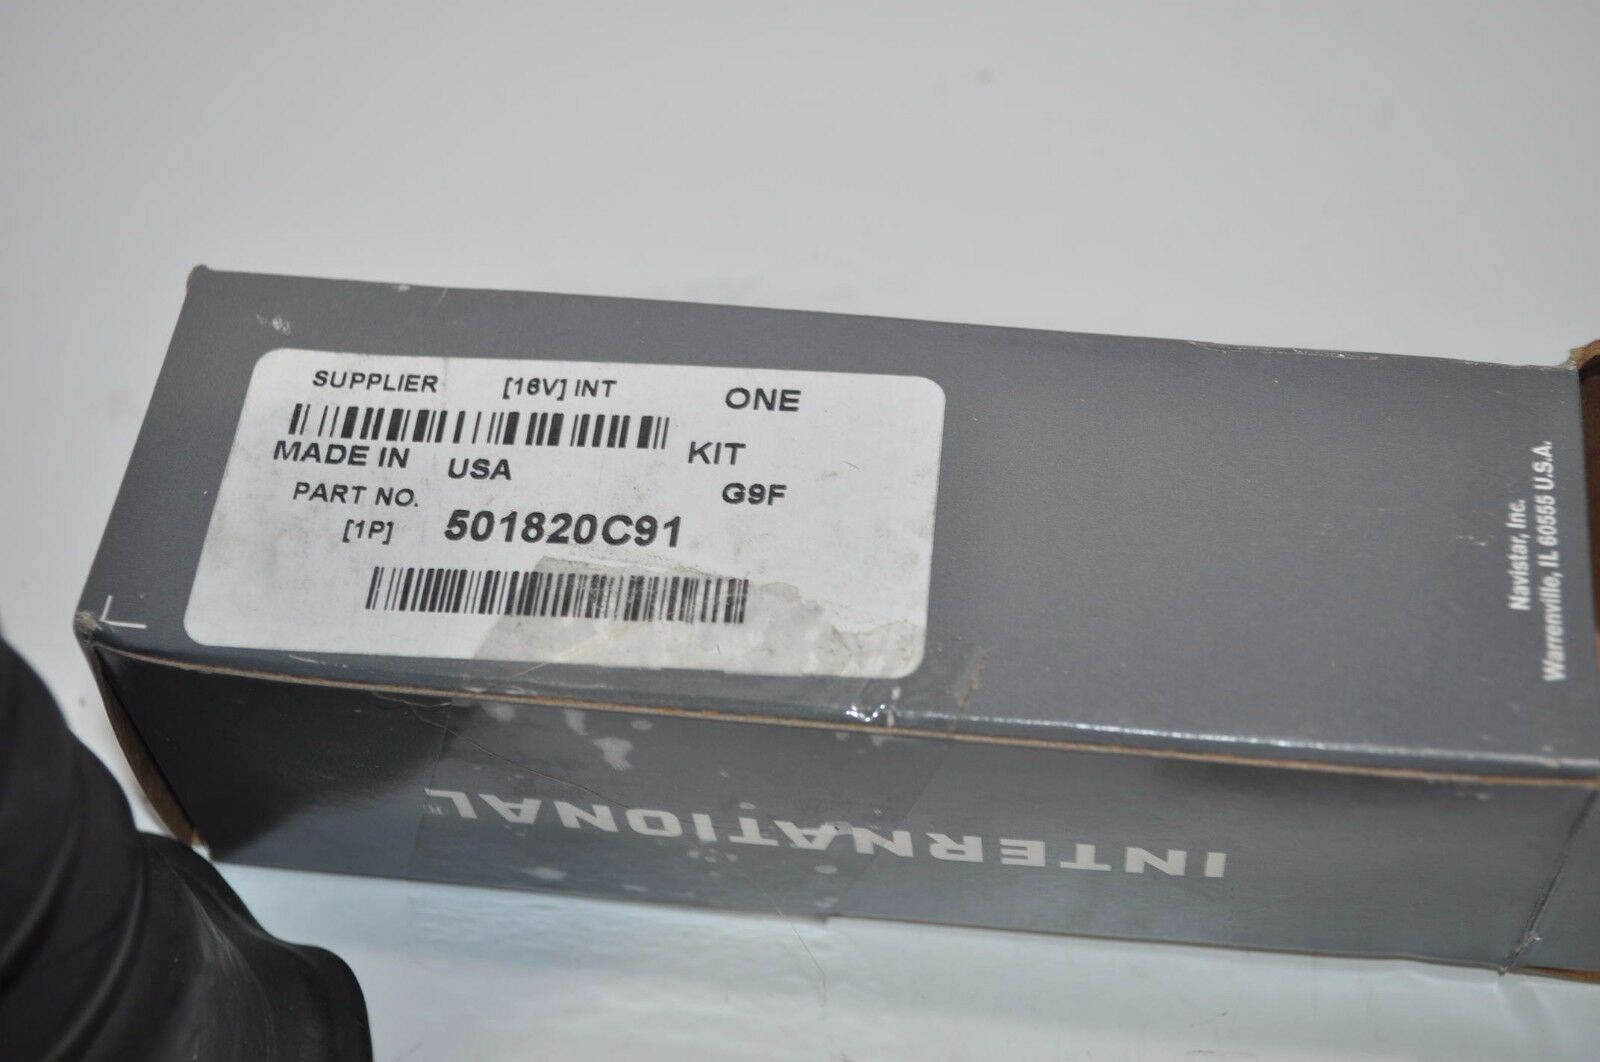 SUPPLIER [16V] INT ONE
MADE IN USA KIT
PART NO. G9F
[1P] 501820C91
Navistar, Inc.
Warrenville, IL 60555 U.S.A.
INTERNATIONAL®